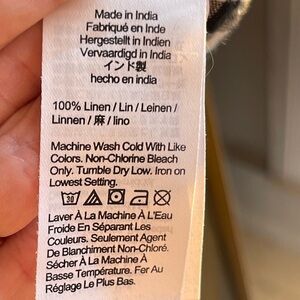 Made in India
Fabriqué en Inde
Hergestellt in Indien
Vervaardigd in India
インド製
hecho en india
100% Linen / Lin / Leinen /
Linnen / 麻 / lino
Machine Wash Cold With Like
Colors. Non-Chlorine Bleach
Only. Tumble Dry Low. Iron on
Lowest Setting.
30
Laver À La Machine À L'Eau
Froide En Séparant Les
Couleurs. Seulement Agent
De Blanchiment Non-Chloré.
Sécher À La Machine À
Basse Température. Fer Au
Réglage Le Plus Bas.